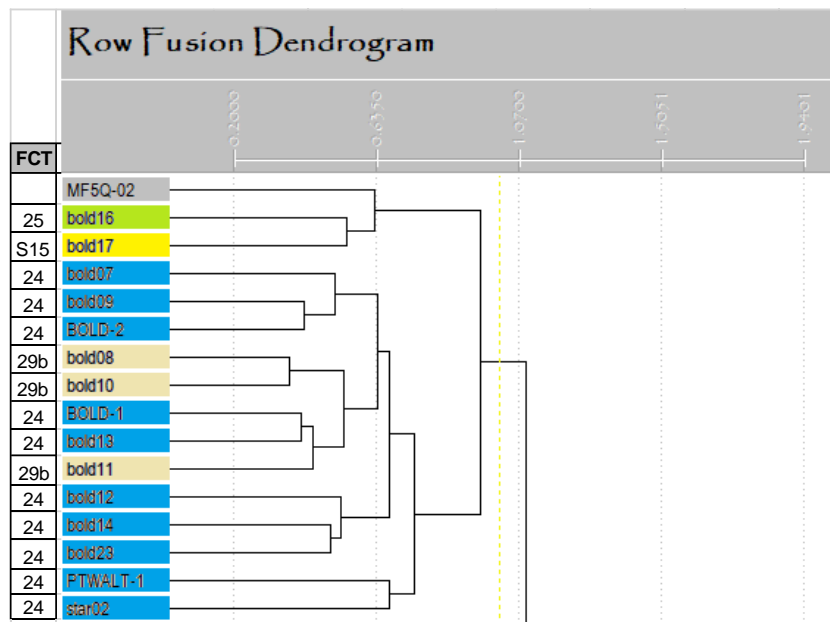 Row Fusion Dendrogram
0.2000 0.6350 1.0700 1.5051 1.9401
FCT
MF5Q-02
25 bold16
S15 bold17
24 bold07
24 bold09
24 BOLD-2
29b bold08
29b bold10
24 BOLD-1
24 bold13
29b bold11
24 bold12
24 bold14
24 bold23
24 PTWALT-1
24 star02